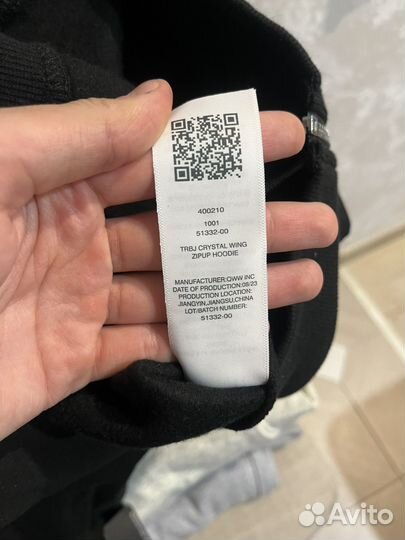 400210
1001
51332-00
TRBJ CRYSTAL WING
ZIPUP HOODIE
MANUFACTURER:OWW INC
DATE OF PRODUCTION:08/23
PRODUCTION LOCATION:
JIANGYIN,JIANGSU,CHINA
LOT/BATCH NUMBER:
51332-00
Avito